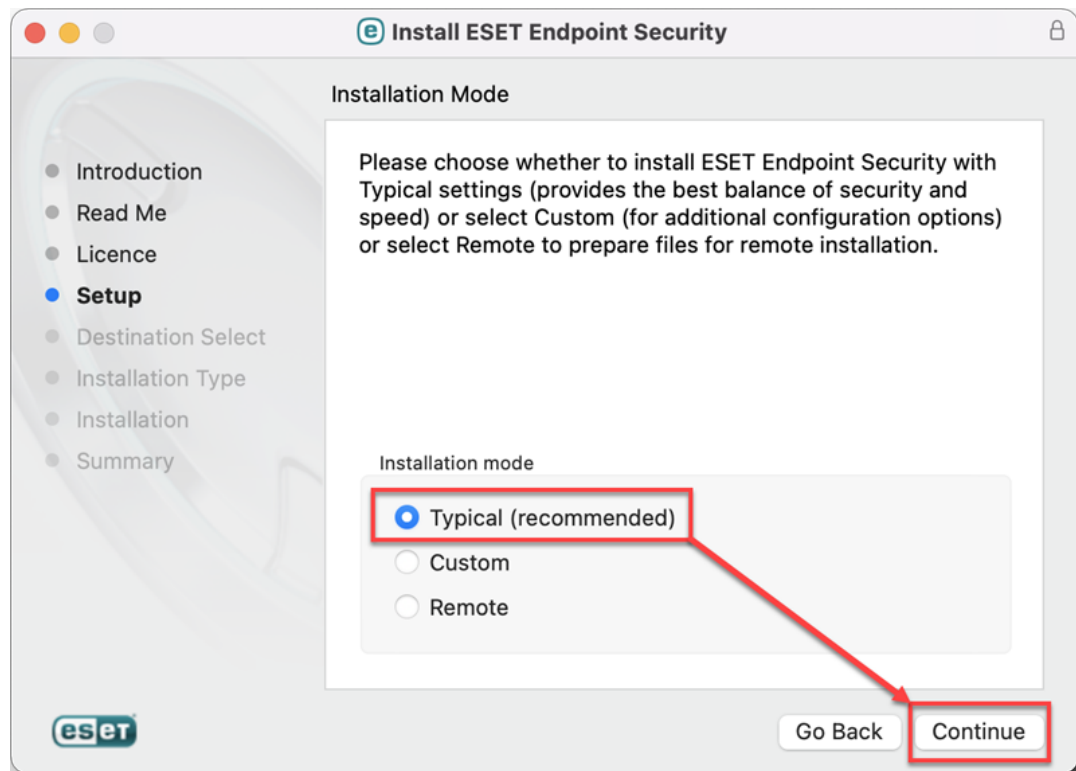 Install ESET Endpoint Security
Installation Mode
Introduction
Read Me
Licence
Setup
Destination Select
Installation Type
Installation
Summary
Please choose whether to install ESET Endpoint Security with
Typical settings (provides the best balance of security and
speed) or select Custom (for additional configuration options)
or select Remote to prepare files for remote installation.
Installation mode
Typical (recommended)
Custom
Remote
eset
Go Back
Continue